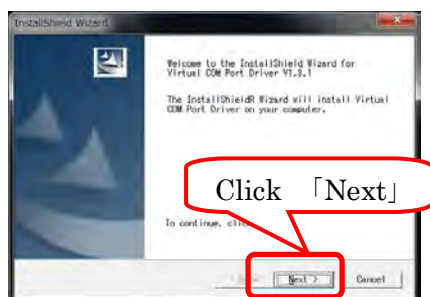 InstallShield Wizard
Welcome to the InstallShield Wizard for
Virtual COM Port Driver V1.3.1
The InstallShieldR Wizard will install Virtual
COM Port Driver on your computer.
Click 「Next」
To continue, clic
Next >
Cancel